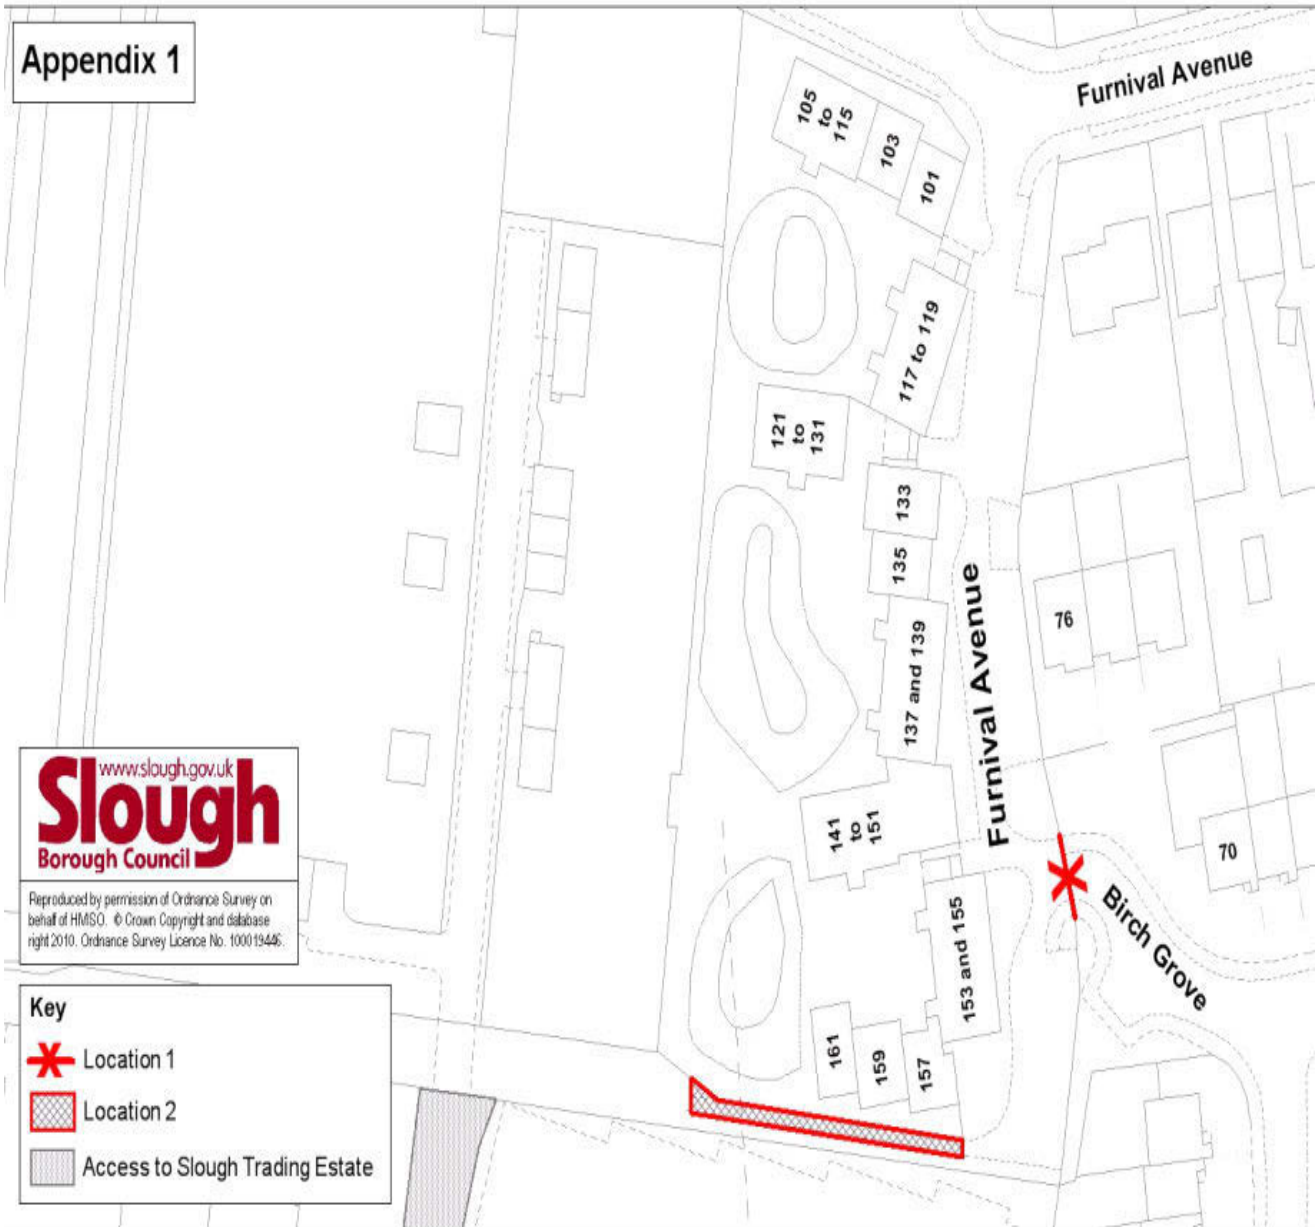 Appendix 1
Furnival Avenue
105
to
115
103
101
117 to 119
121
to
131
133
135
137 and 139
Furnival Avenue
76
141
to
151
70
Birch Grove
153 and 155
161
159
157
www.slough.gov.uk
Slough
Borough Council
Reproduced by permission of Ordnance Survey on
behalf of HMSO. © Crown Copyright and database
right 2010. Ordnance Survey Licence No. 100019446.
Key
Location 1
Location 2
Access to Slough Trading Estate